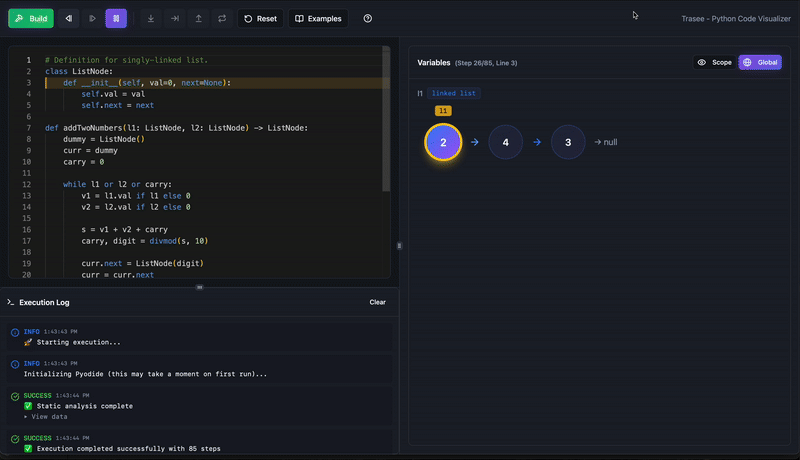 Build
Reset
Examples
Trasee - Python Code Visualizer
1 # Definition for singly-linked list.
2 class ListNode:
3 def __init__(self, val=0, next=None):
4 self.val = val
5 self.next = next
6
7 def addTwoNumbers(l1: ListNode, l2: ListNode) -> ListNode:
8 dummy = ListNode()
9 curr = dummy
10 carry = 0
11
12 while l1 or l2 or carry:
13 v1 = l1.val if l1 else 0
14 v2 = l2.val if l2 else 0
15
16 s = v1 + v2 + carry
17 carry, digit = divmod(s, 10)
18
19 curr.next = ListNode(digit)
20 curr = curr.next
Execution Log
Clear
INFO 1:43:43 PM
🚀 Starting execution...
INFO 1:43:43 PM
Initializing Pyodide (this may take a moment on first run)...
SUCCESS 1:43:44 PM
✅ Static analysis complete
▸ View data
SUCCESS 1:43:44 PM
✅ Execution completed successfully with 85 steps
Variables (Step 26/85, Line 3)
Scope
Global
l1 linked list
l1
2 → 4 → 3 → null